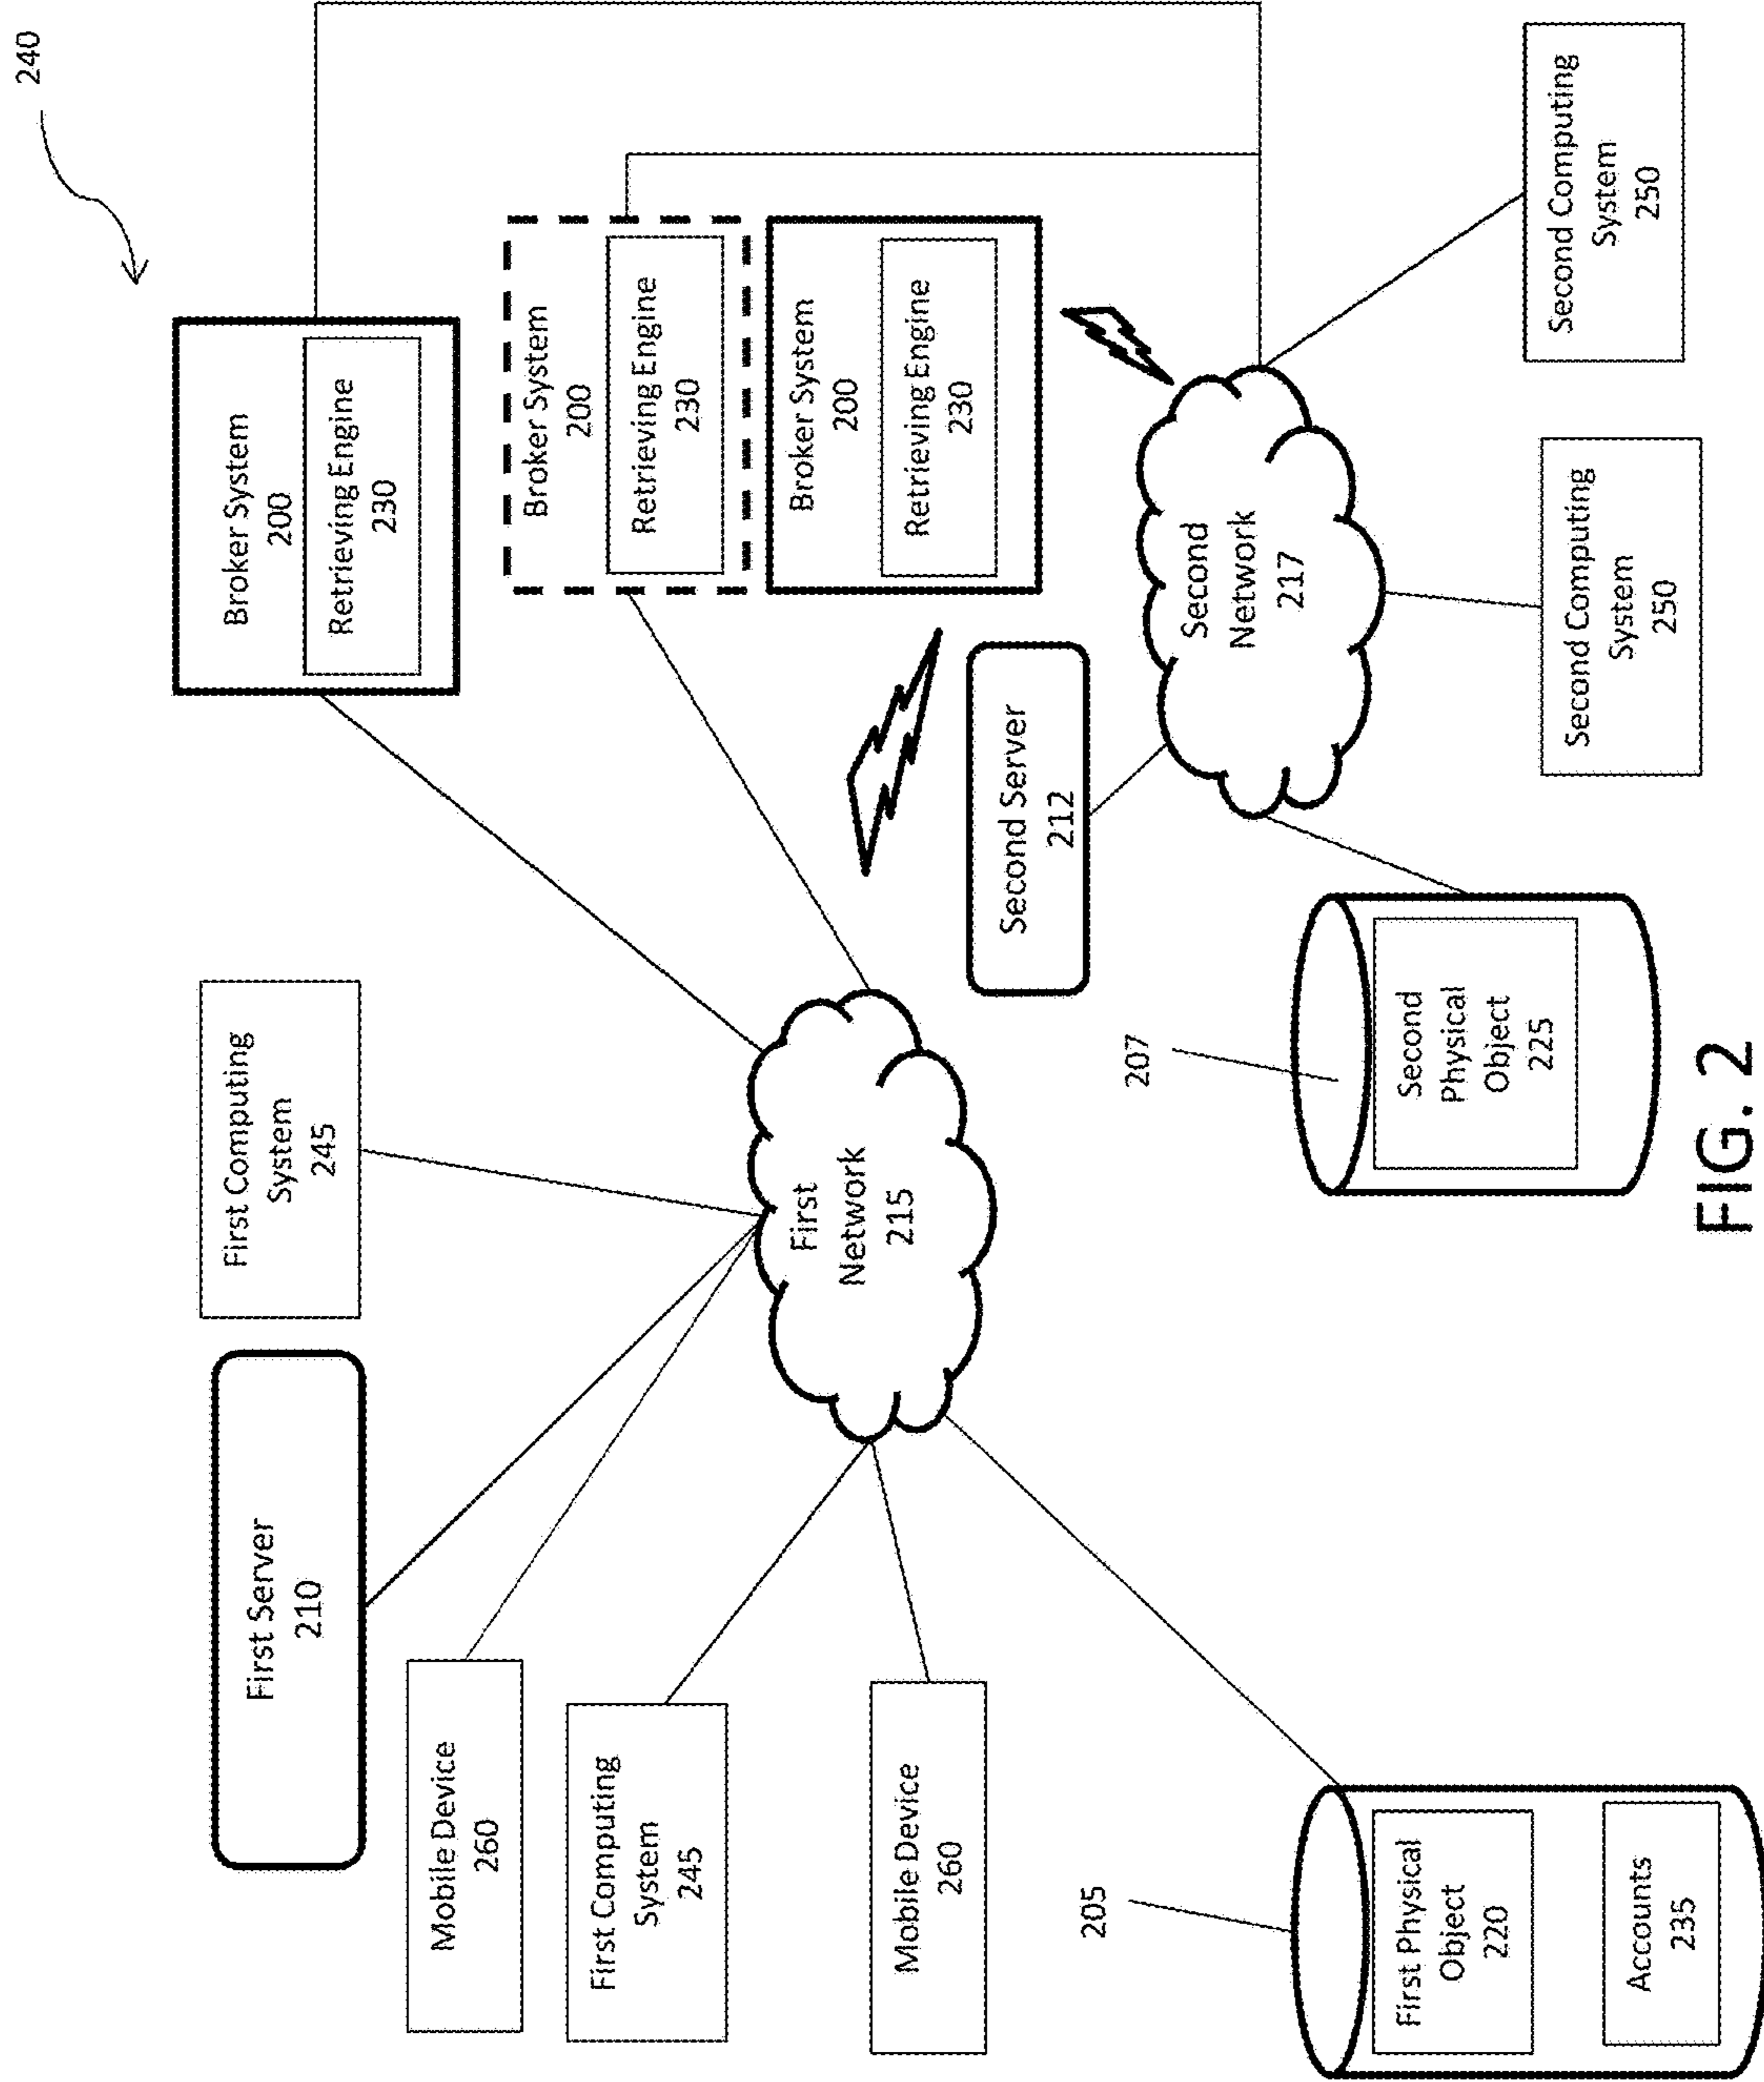 240
First Server
210
First Computing
System
245
Broker System
200
Retrieving Engine
230
Mobile Device
260
First Computing
System
245
Mobile Device
260
Broker System
200
Retrieving Engine
230
Broker System
200
Retrieving Engine
230
First
Network
215
Second Server
212
Second
Network
217
205
First Physical
Object
220
Accounts
235
207
Second
Physical
Object
225
Second Computing
System
250
Second Computing
System
250
FIG. 2